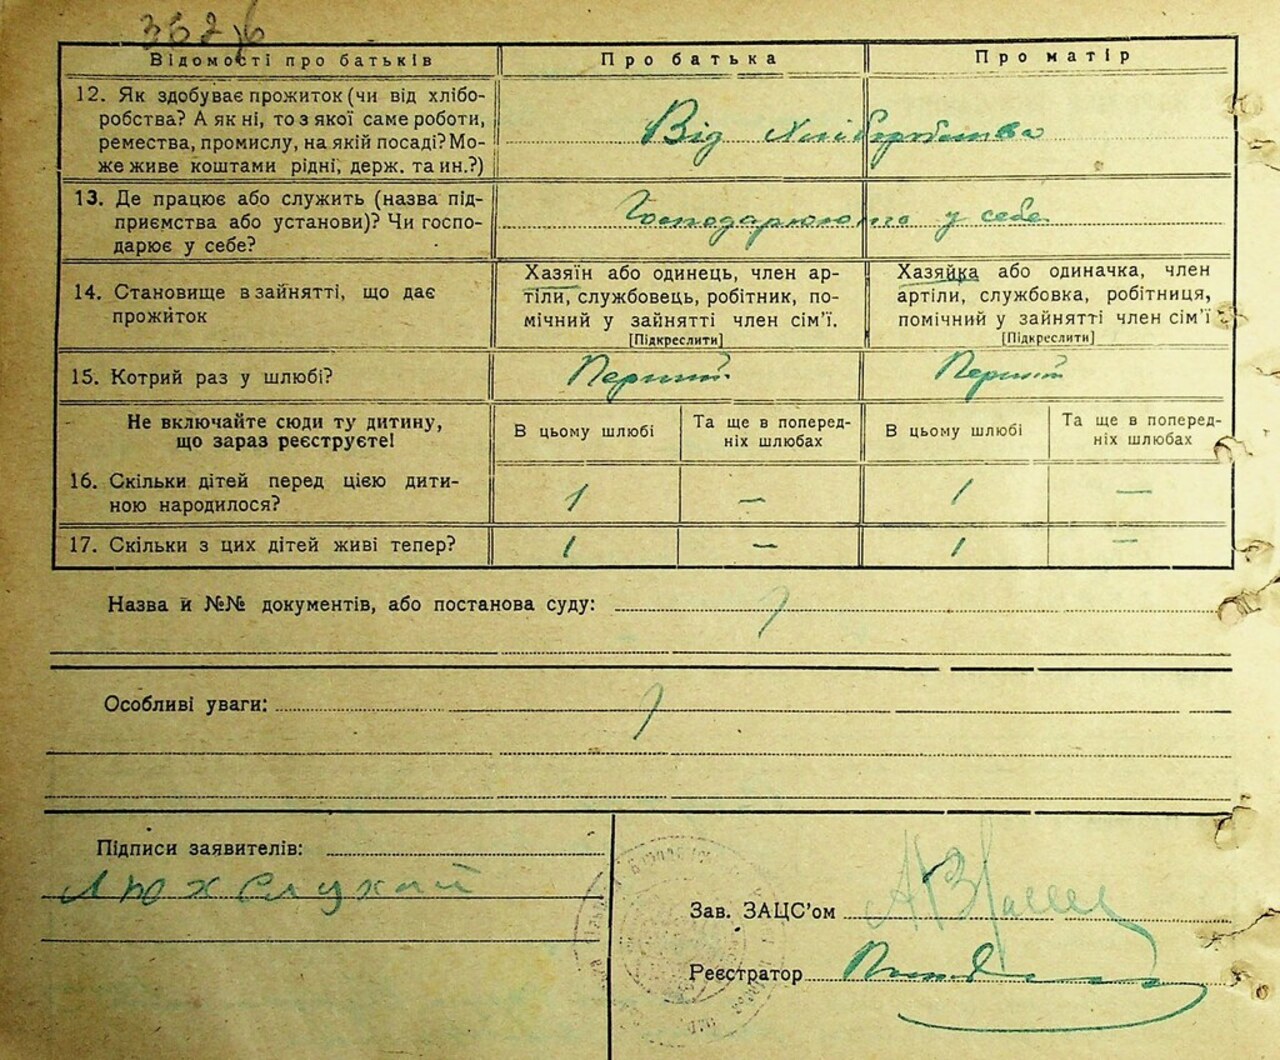 362
Відомості про батьків Про батька Про матір
12. Як здобуває прожиток (чи від хлібо-
робства? А як ні, то з якої саме роботи,
ремества, промислу, на якій посаді? Мо-
же живе коштами рідні, держ. та ин.?)
Від Хліборобства
13. Де працює або служить (назва під-
приємства або установи)? Чи госпо-
дарює у себе?
Господарюють у себе
14. Становище в зайнятті, що дає
прожиток
Хазяїн або одинець, член ар-
тіли, службовець, робітник, по-
мічний у зайнятті член сім'ї.
[Підкреслити]
Хазяйка або одиначка, член
артіли, службовка, робітниця,
помічний у зайнятті член сім'ї
[Підкреслити]
15. Котрий раз у шлюбі? Перший Перший
Не включайте сюди ту дитину,
що зараз реєструєте!
В цьому шлюбі
Та ще в поперед-
ніх шлюбах
В цьому шлюбі
Та ще в поперед-
ніх шлюбах
16. Скільки дітей перед цією дити-
ною народилося?
1 — 1 —
17. Скільки з цих дітей живі тепер? 1 — 1 —
Назва й №№ документів, або постанова суду:
Особливі уваги:
Підписи заявителів:
Зав. ЗАЦС'ом
Реєстратор